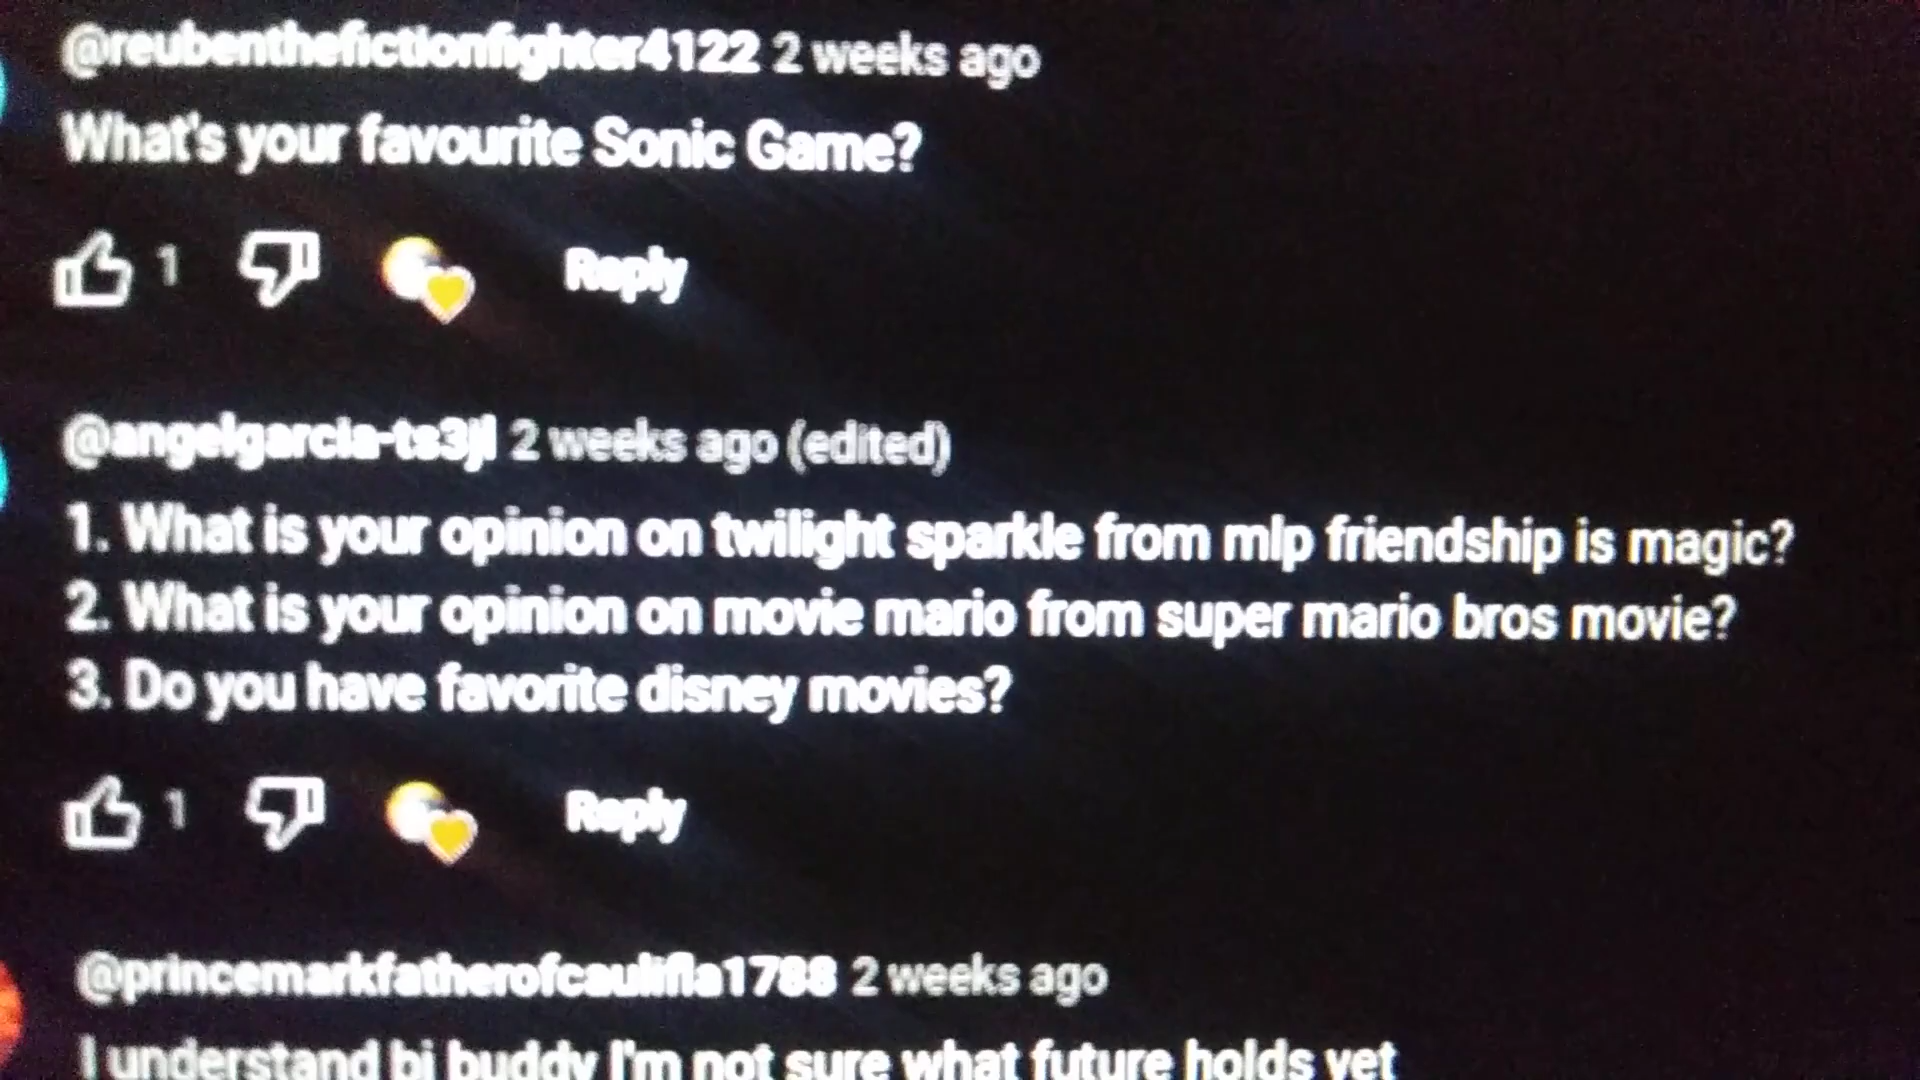 @reubenthefictionfighter4122 2 weeks ago
What's your favourite Sonic Game?
1 Reply
@angelgarcia-ts3jl 2 weeks ago (edited)
1. What is your opinion on twilight sparkle from mlp friendship is magic?
2. What is your opinion on movie mario from super mario bros movie?
3. Do you have favorite disney movies?
1 Reply
@princemarkfatherofcaulifla1788 2 weeks ago
I understand bi buddy I'm not sure what future holds yet